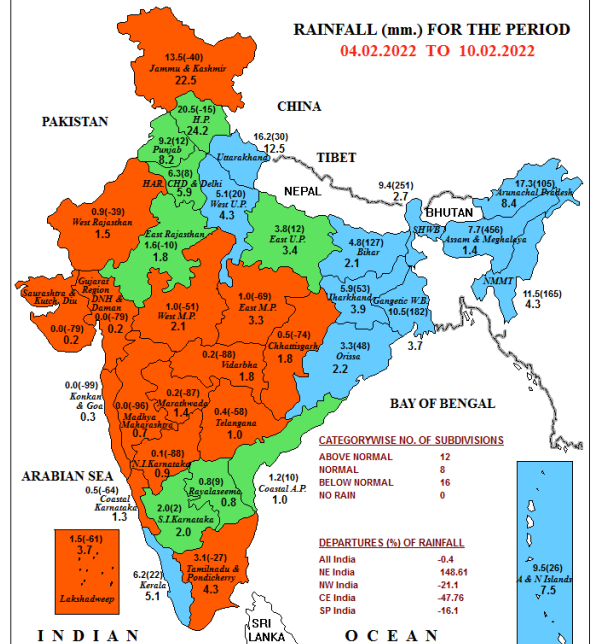 RAINFALL (mm.) FOR THE PERIOD
04.02.2022 TO 10.02.2022
13.5(-40)
Jammu & Kashmir
22.5
CHINA
PAKISTAN
20.5(-15)
H.P.
24.2
9.2(12)
Punjab
8.2
16.2(30)
12.5
Uttarakhand
TIBET
6.3(8)
HAR. CHD & Delhi
5.9
5.1(20)
West U.P.
4.3
NEPAL
9.4(251)
2.7
BHUTAN
17.3(105)
Arunachal Pradesh
8.4
0.9(-39)
West Rajasthan
1.5
East Rajasthan
1.6(-10)
1.8
3.8(12)
East U.P.
3.4
4.8(127)
Bihar
2.1
SHWB
7.7(456)
Assam & Meghalaya
1.4
NMMT
11.5(165)
4.3
Saurashtra &
Kutch, Diu
0.0(-79)
0.2
Gujarat
Region
DNH &
Daman
0.0(-79)
0.2
1.0(-51)
West M.P.
2.1
1.0(-69)
East M.P.
3.3
5.9(53)
Jharkhand
3.9
Gangetic W.B.
10.5(182)
3.7
0.5(-74)
Chhattisgarh
1.8
3.3(48)
Orissa
2.2
0.2(-88)
Vidarbha
1.8
0.0(-99)
Konkan
& Goa
0.3
0.0(-96)
Madhya
Maharashtra
0.7
0.2(-87)
Marathwada
1.4
0.4(-58)
Telangana
1.0
BAY OF BENGAL
0.1(-88)
N.I.Karnataka
0.9
ARABIAN SEA
0.5(-64)
Coastal
Karnataka
1.3
0.8(9)
Rayalaseema
0.8
1.2(10)
Coastal A.P.
1.0
2.0(2)
S.I.Karnataka
2.0
CATEGORYWISE NO. OF SUBDIVISIONS
ABOVE NORMAL 12
NORMAL 8
BELOW NORMAL 16
NO RAIN 0
1.5(-61)
3.7
Lakshadweep
6.2(22)
Kerala
5.1
3.1(-27)
Tamilnadu &
Pondicherry
4.3
DEPARTURES (%) OF RAINFALL
All India -0.4
NE India 148.61
NW India -21.1
CE India -47.76
SP India -16.1
9.5(26)
A & N Islands
7.5
SRI
LANKA
INDIAN OCEAN